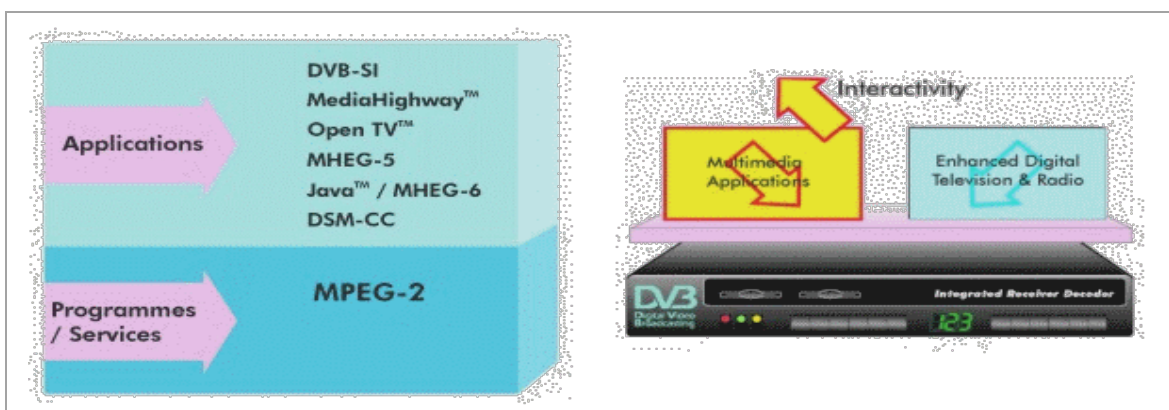 DVB-SI
MediaHighway™
Open TV™
MHEG-5
Java™ / MHEG-6
DSM-CC
Applications
MPEG-2
Programmes
/ Services
Interactivity
Multimedia
Applications
Enhanced Digital
Television & Radio
DVB
Digital Video
Broadcasting
Integrated Receiver Decoder
123